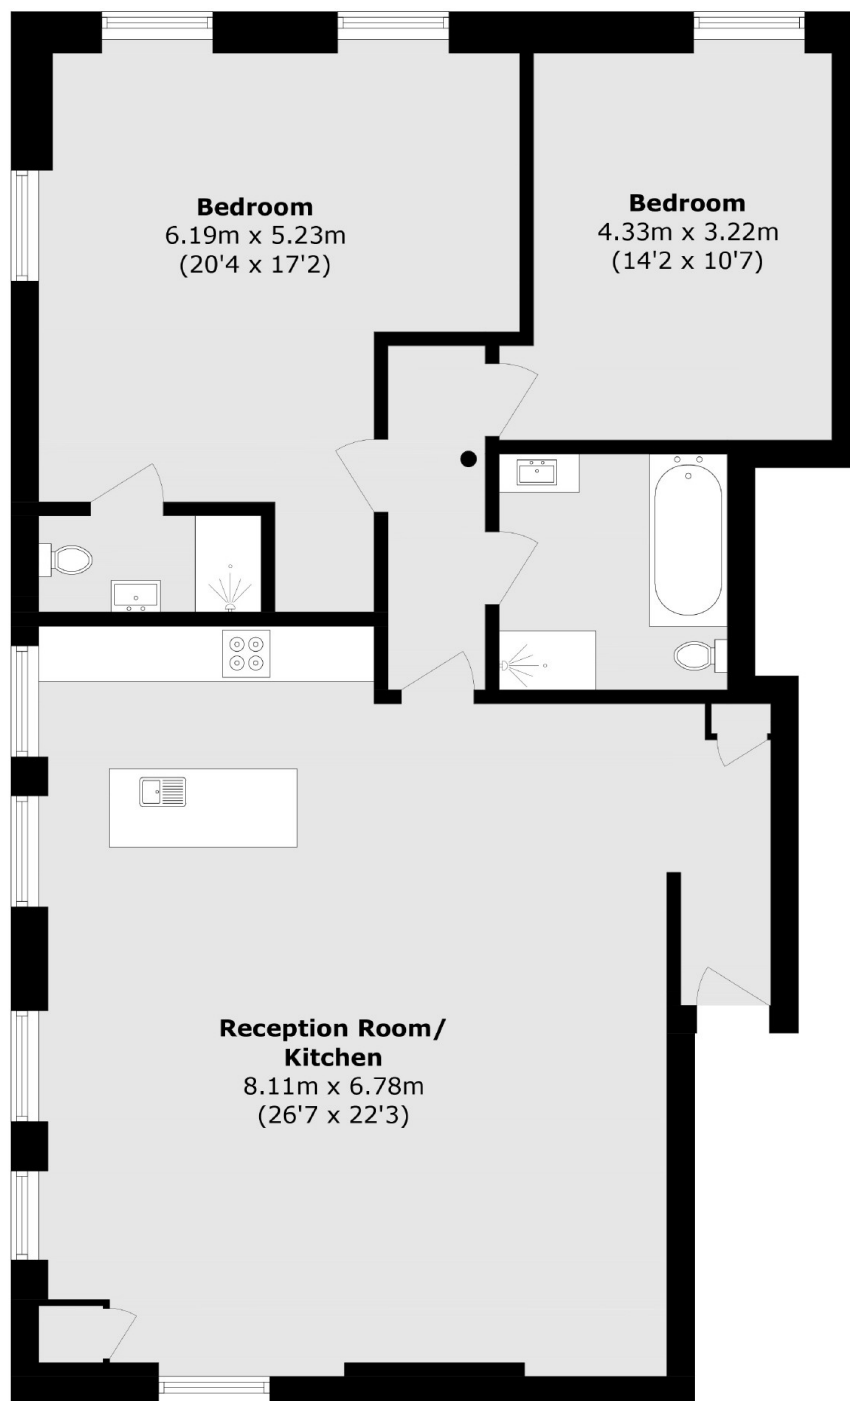 Bedroom
6.19m x 5.23m
(20'4 x 17'2)
Bedroom
4.33m x 3.22m
(14'2 x 10'7)
Reception Room/
Kitchen
8.11m x 6.78m
(26'7 x 22'3)